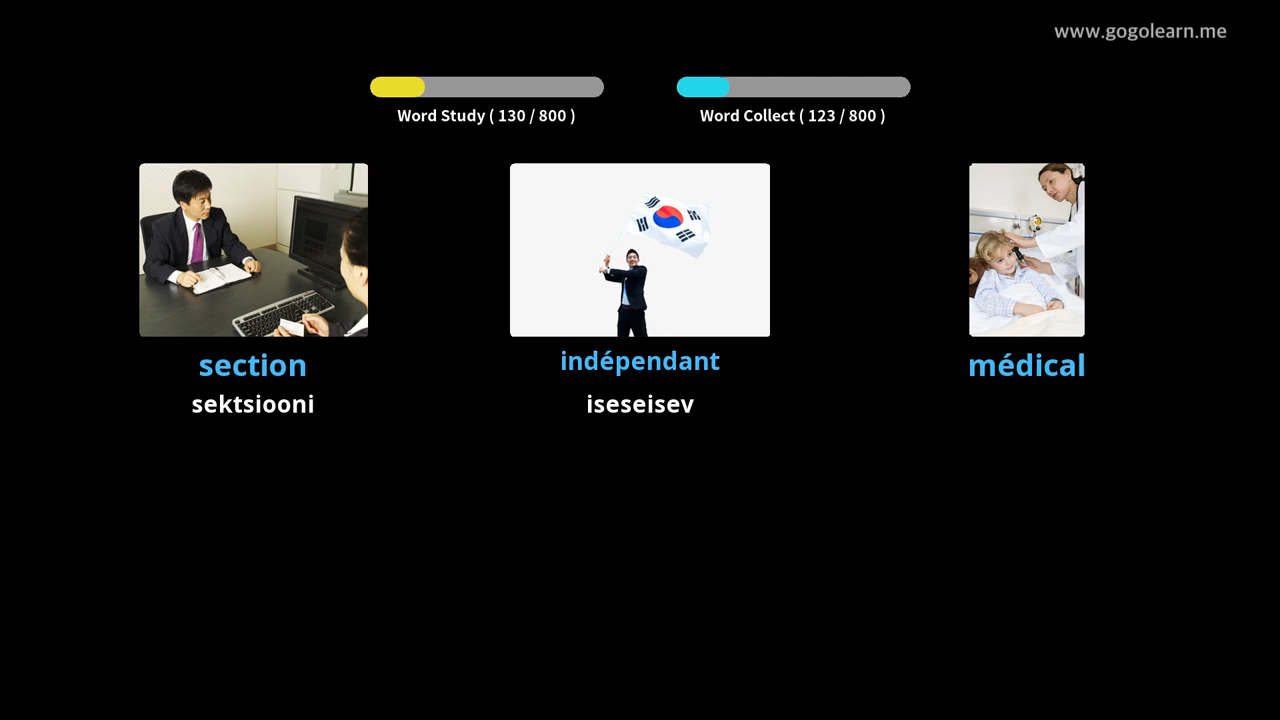 www.gogolearn.me
Word Study ( 130 / 800 )
Word Collect ( 123 / 800 )
section
indépendant
médical
sektsiooni
iseseisev